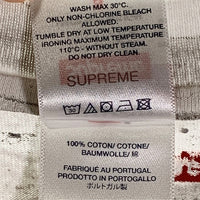 WASH MAX 30°C.
ONLY NON-CHLORINE BLEACH
ALLOWED.
TUMBLE DRY AT LOW TEMPERATURE
IRONING MAXIMUM TEMPERATURE
110°C - WITHOUT STEAM.
DO NOT DRY CLEAN.
SUPREME
100% COTTON/ COTONE/
BAUMWOLLE/ 綿
FABRIQUÉ AU PORTUGAL
PRODOTTO IN PORTOGALLO
ポルトガル製